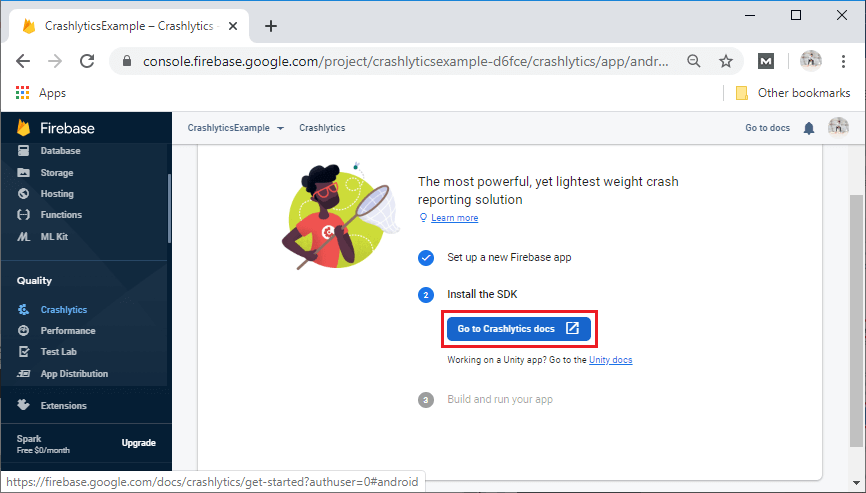 CrashlyticsExample – Crashlytics
console.firebase.google.com/project/crashlyticsexample-d6fce/crashlytics/app/andr...
Apps
Other bookmarks
Firebase
CrashlyticsExample
Crashlytics
Go to docs
Database
Storage
Hosting
Functions
ML Kit
Quality
Crashlytics
Performance
Test Lab
App Distribution
Extensions
Spark
Free $0/month
Upgrade
The most powerful, yet lightest weight crash
reporting solution
Learn more
Set up a new Firebase app
2 Install the SDK
Go to Crashlytics docs
Working on a Unity app? Go to the Unity docs
3 Build and run your app
https://firebase.google.com/docs/crashlytics/get-started?authuser=0#android